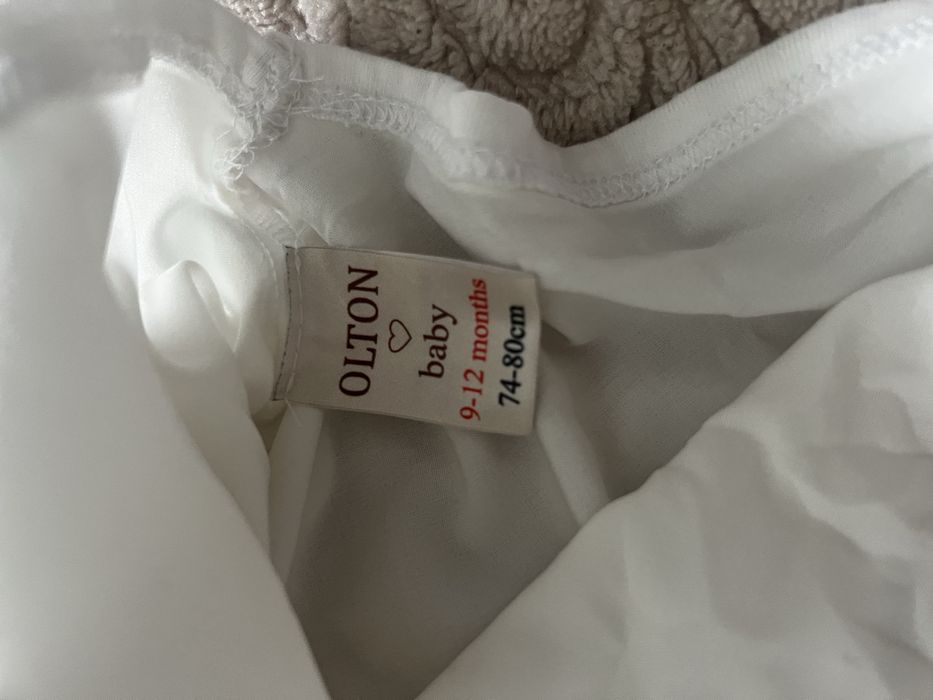 OLTON
baby
9-12 months
74-80cm